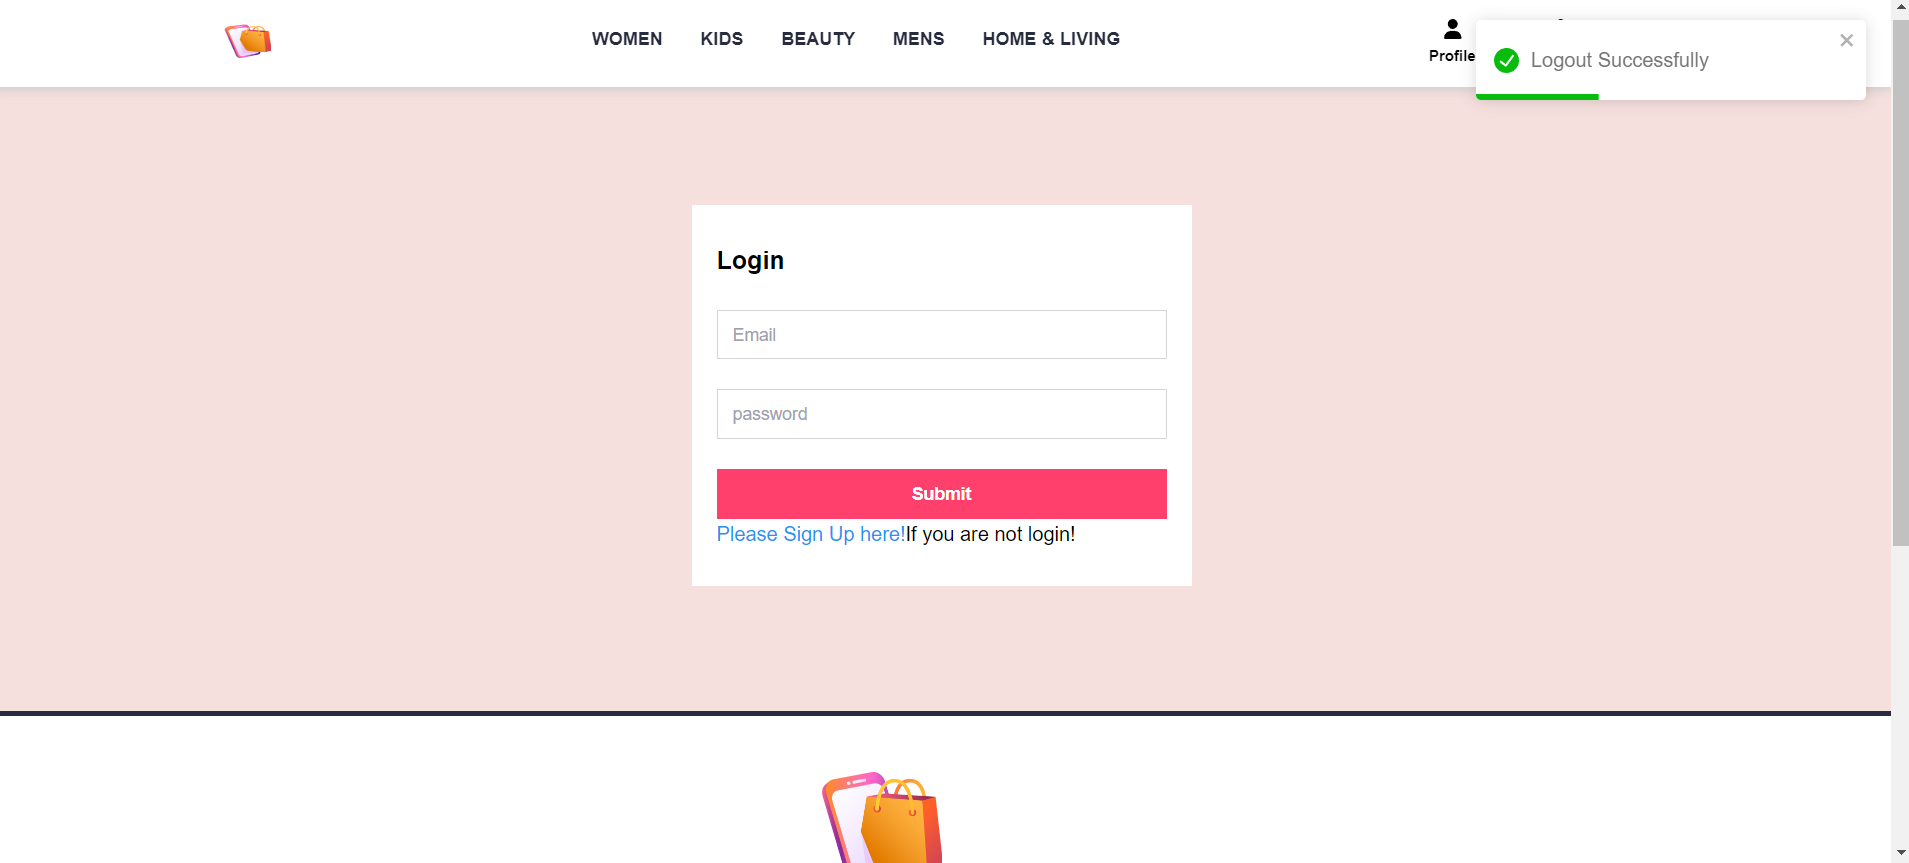 WOMEN KIDS BEAUTY MENS HOME & LIVING
Profile
Logout Successfully
Login
Email
password
Submit
Please Sign Up here!If you are not login!